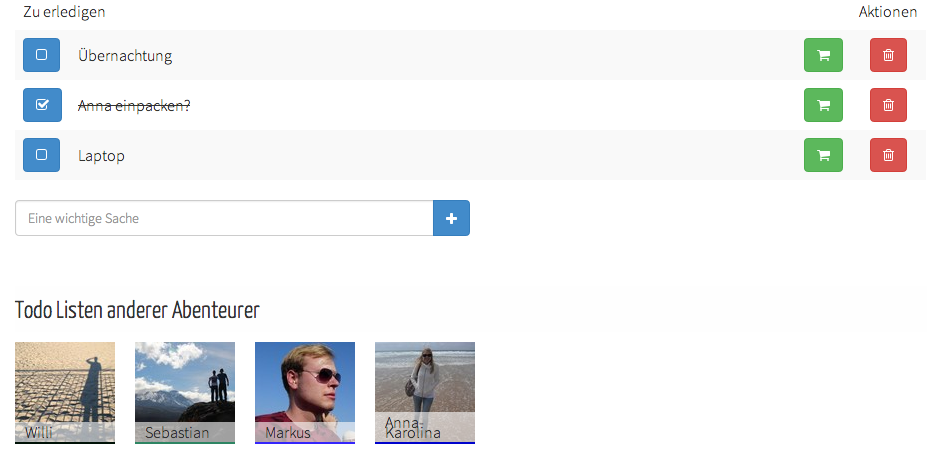 Zu erledigen Aktionen
Übernachtung
Anna einpacken?
Laptop
Eine wichtige Sache
Todo Listen anderer Abenteurer
Willi Sebastian Markus Anna-
Karolina